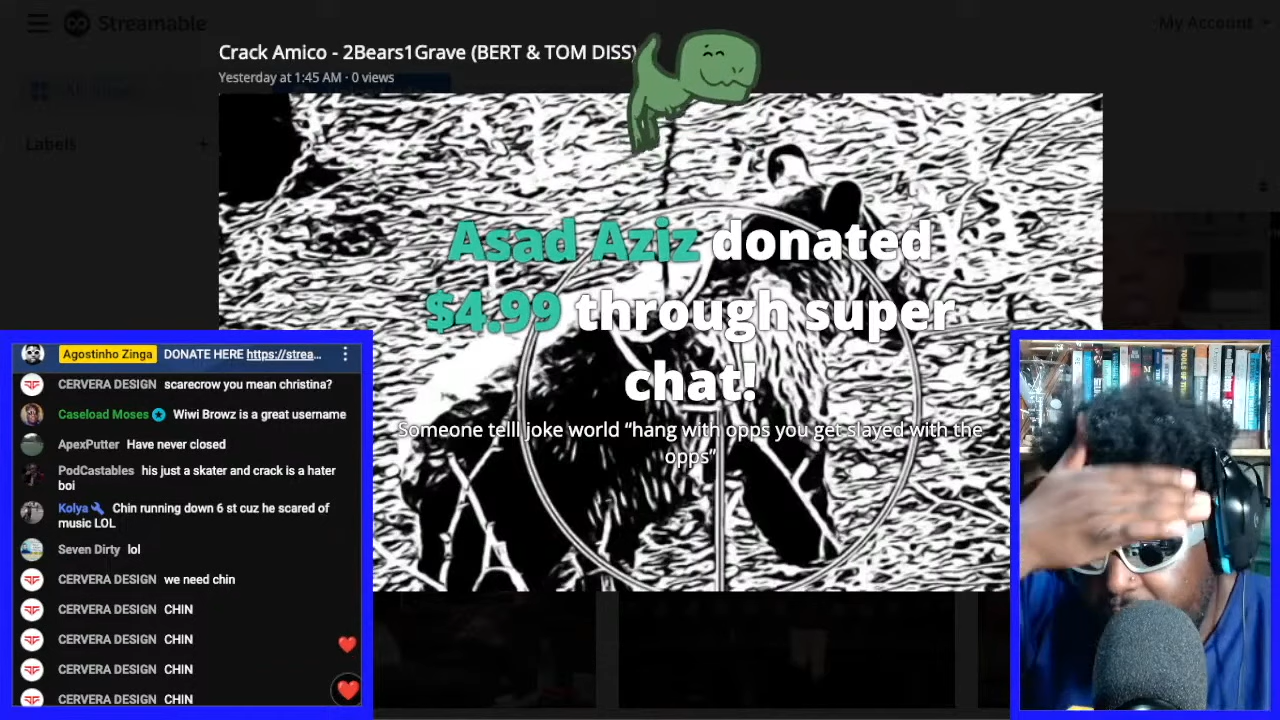 Streamable
My Account
Crack Amico - 2Bears1Grave (BERT & TOM DISS)
Yesterday at 1:45 AM · 0 views
Labels
+
Asad Aziz donated
$4.99 through super
chat!
Someone telll joke world “hang with opps you get slayed with the
opps”
Agostinho Zinga DONATE HERE https://strea...
CERVERA DESIGN scarecrow you mean christina?
Caseload Moses Wiwi Browz is a great username
ApexPutter Have never closed
PodCastables his just a skater and crack is a hater
boi
Kolya Chin running down 6 st cuz he scared of
music LOL
Seven Dirty lol
CERVERA DESIGN we need chin
CERVERA DESIGN CHIN
CERVERA DESIGN CHIN
CERVERA DESIGN CHIN
CERVERA DESIGN CHIN